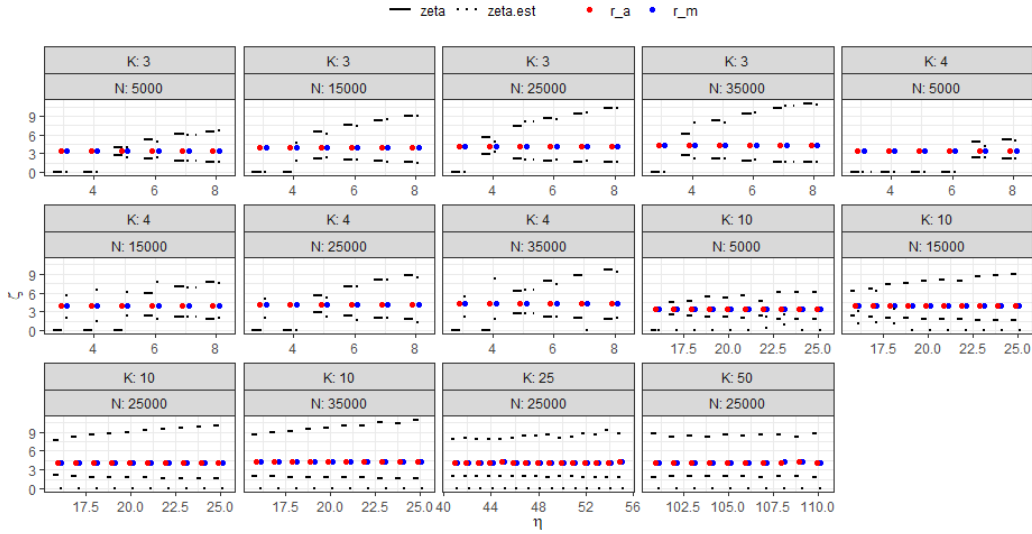 zeta zeta.est r_a r_m
K: 3 K: 3 K: 3 K: 3 K: 4
N: 5000 N: 15000 N: 25000 N: 35000 N: 5000
9
6
3
0
4 6 8 4 6 8 4 6 8 4 6 8 4 6 8
K: 4 K: 4 K: 4 K: 10 K: 10
N: 15000 N: 25000 N: 35000 N: 5000 N: 15000
9
6
3
0
ζ
4 6 8 4 6 8 4 6 8 17.5 20.0 22.5 25.0 17.5 20.0 22.5 25.0
K: 10 K: 10 K: 25 K: 50
N: 25000 N: 35000 N: 25000 N: 25000
9
6
3
0
17.5 20.0 22.5 25.0 17.5 20.0 22.5 25.0 40 44 48 52 56 102.5 105.0 107.5 110.0
η